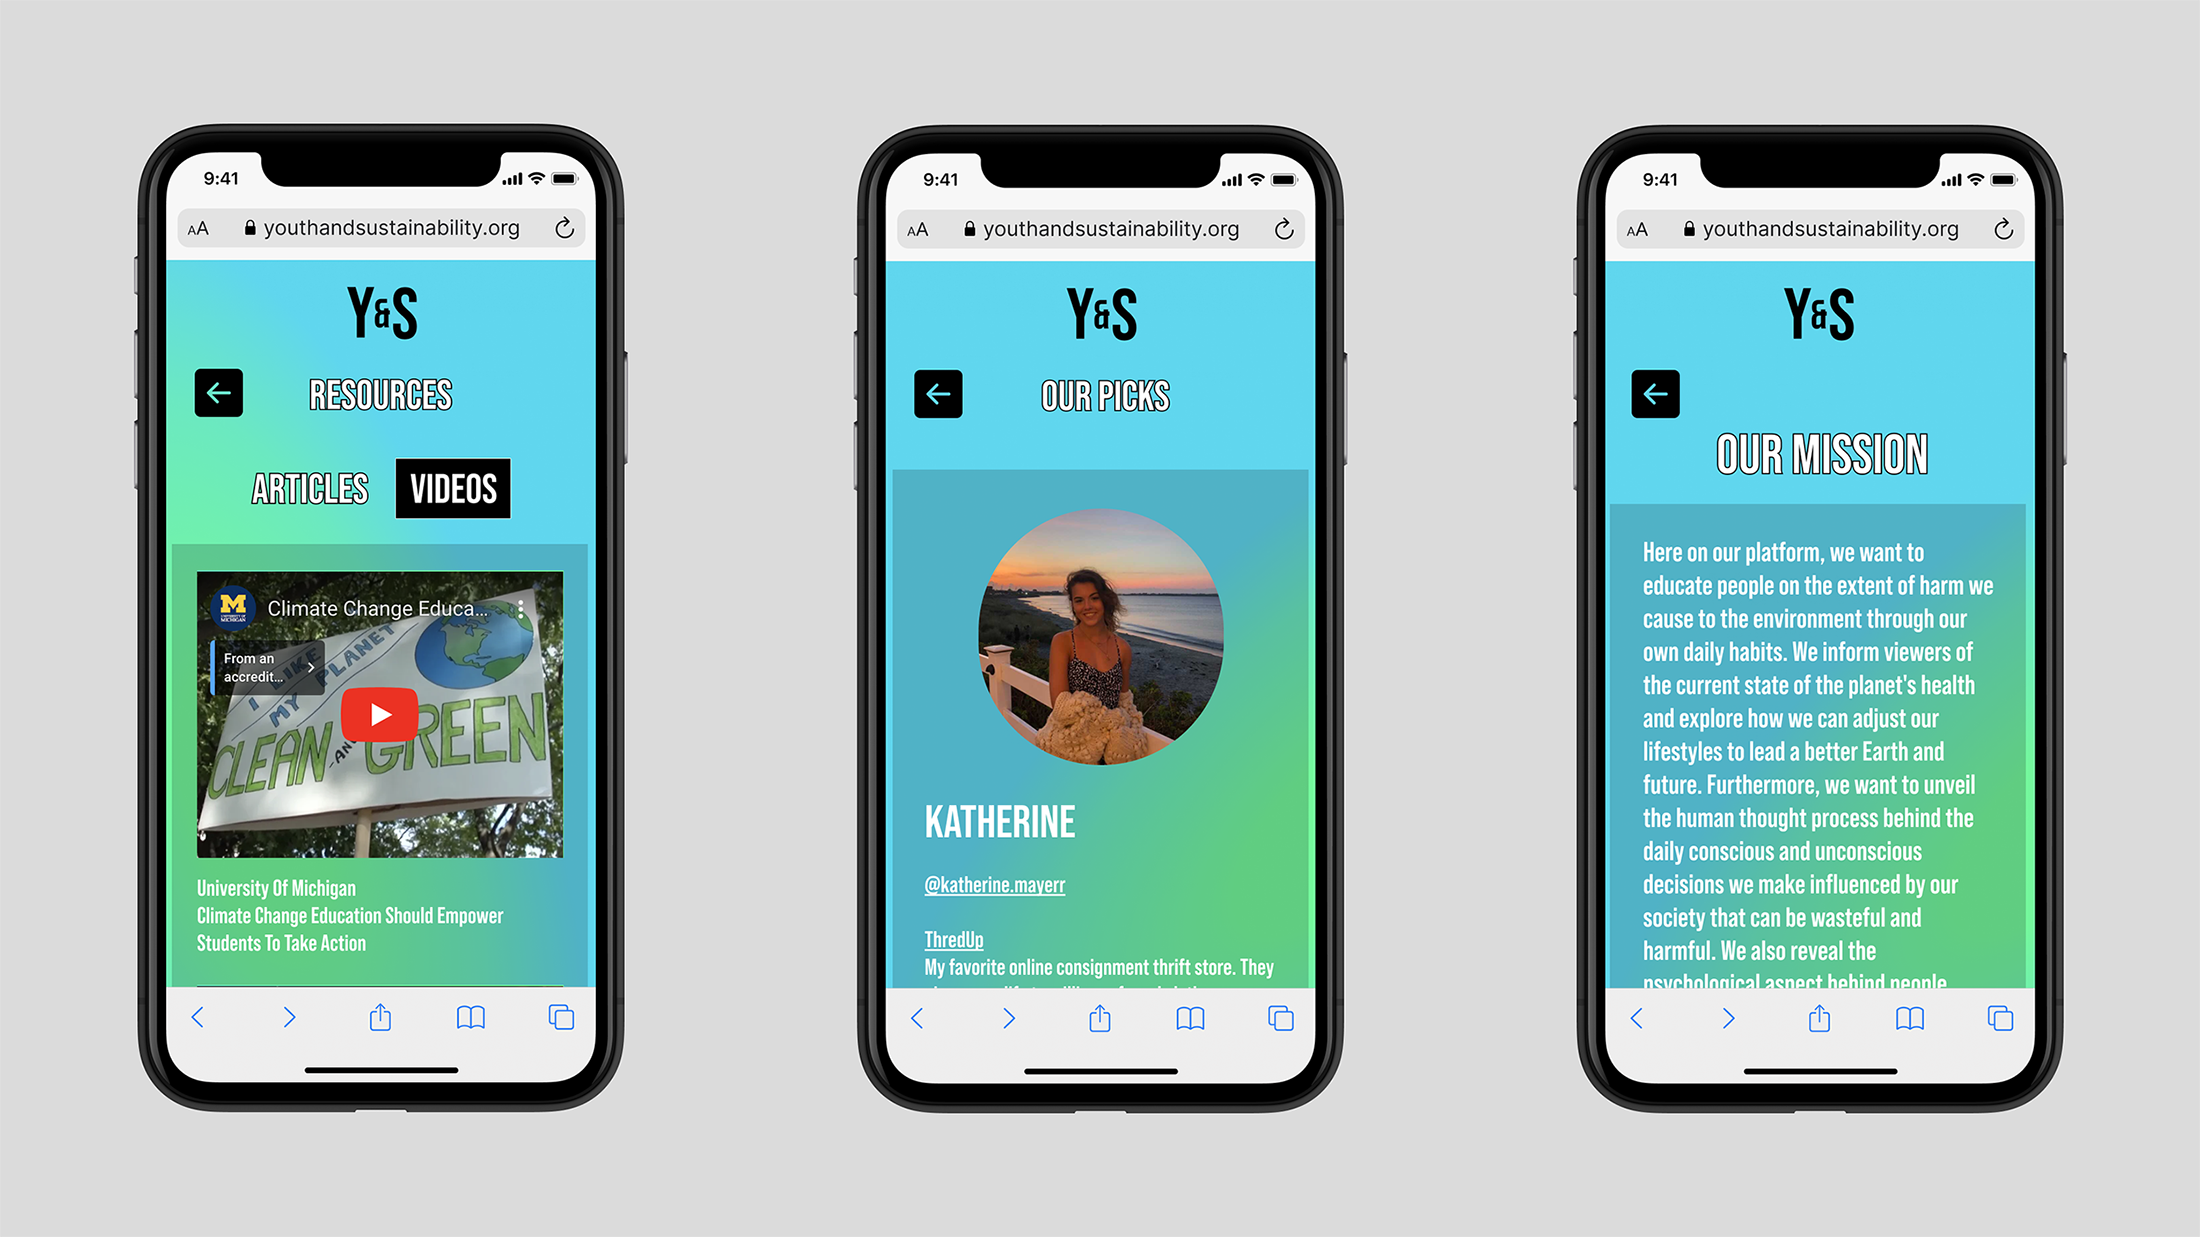 9:41
AA youthandsustainability.org
Y&S
RESOURCES
ARTICLES VIDEOS
Climate Change Educa...
From an
accredit...
I LIKE
MY PLANET
CLEAN AND GREEN
University Of Michigan
Climate Change Education Should Empower
Students To Take Action
9:41
AA youthandsustainability.org
Y&S
OUR PICKS
KATHERINE
@katherine.mayerr
ThredUp
My favorite online consignment thrift store. They
9:41
AA youthandsustainability.org
Y&S
OUR MISSION
Here on our platform, we want to
educate people on the extent of harm we
cause to the environment through our
own daily habits. We inform viewers of
the current state of the planet's health
and explore how we can adjust our
lifestyles to lead a better Earth and
future. Furthermore, we want to unveil
the human thought process behind the
daily conscious and unconscious
decisions we make influenced by our
society that can be wasteful and
harmful. We also reveal the
psychological aspect behind people